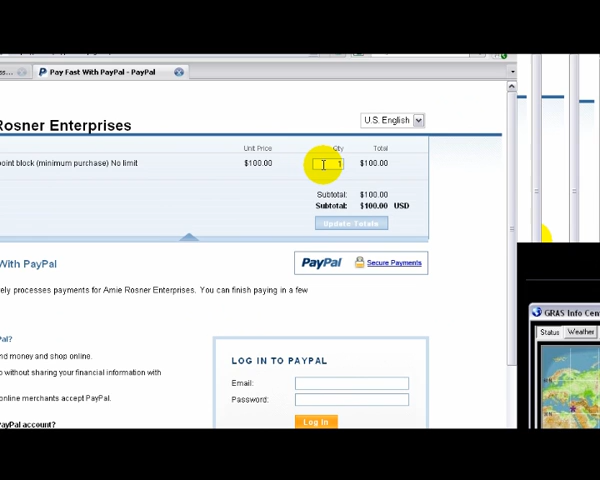 Pay Fast With PayPal - PayPal
Rosner Enterprises
U.S. English
Unit Price Qty Total
point block (minimum purchase) No limit $100.00 1 $100.00
Subtotal: $100.00
Subtotal: $100.00 USD
Update Totals
With PayPal
PayPal Secure Payments
ely processes payments for Amie Rosner Enterprises. You can finish paying in a few
Pal?
LOG IN TO PAYPAL
nd money and shop online.
o without sharing your financial information with
Email:
Password:
online merchants accept PayPal.
Log In
PayPal account?
GRAS Info Cen
Status Weather